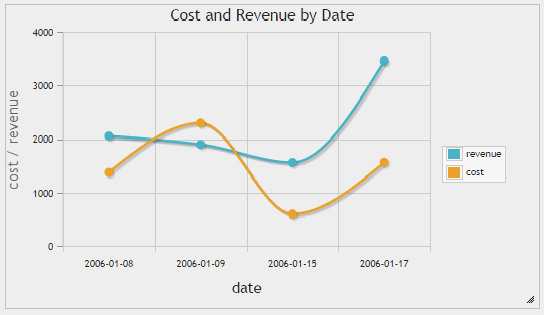 Cost and Revenue by Date
4000
3000
2000
1000
0
cost / revenue
2006-01-08 2006-01-09 2006-01-15 2006-01-17
date
revenue
cost